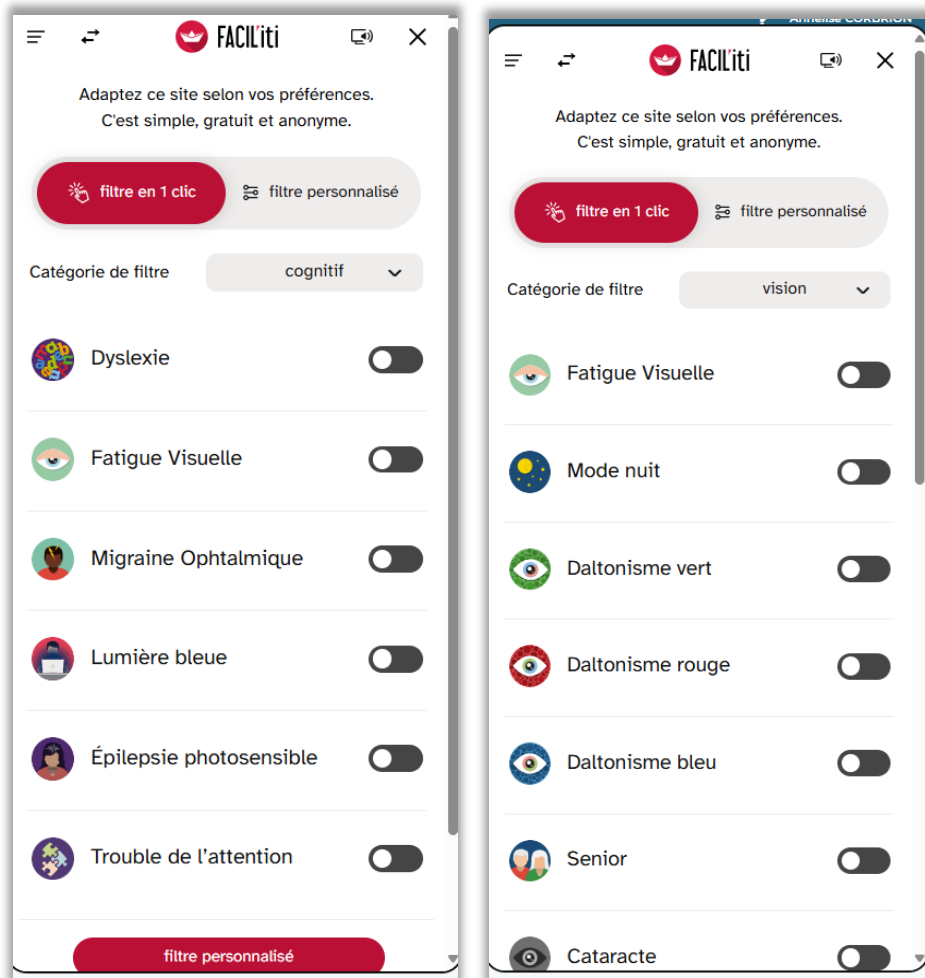 FACIL'iti
Adaptez ce site selon vos préférences.
C'est simple, gratuit et anonyme.
filtre en 1 clic
filtre personnalisé
Catégorie de filtre
cognitif
Dyslexie
Fatigue Visuelle
Migraine Ophtalmique
Lumière bleue
Épilepsie photosensible
Trouble de l’attention
filtre personnalisé
Annelise CORBRION
FACIL'iti
Adaptez ce site selon vos préférences.
C'est simple, gratuit et anonyme.
filtre en 1 clic
filtre personnalisé
Catégorie de filtre
vision
Fatigue Visuelle
Mode nuit
Daltonisme vert
Daltonisme rouge
Daltonisme bleu
Senior
Cataracte